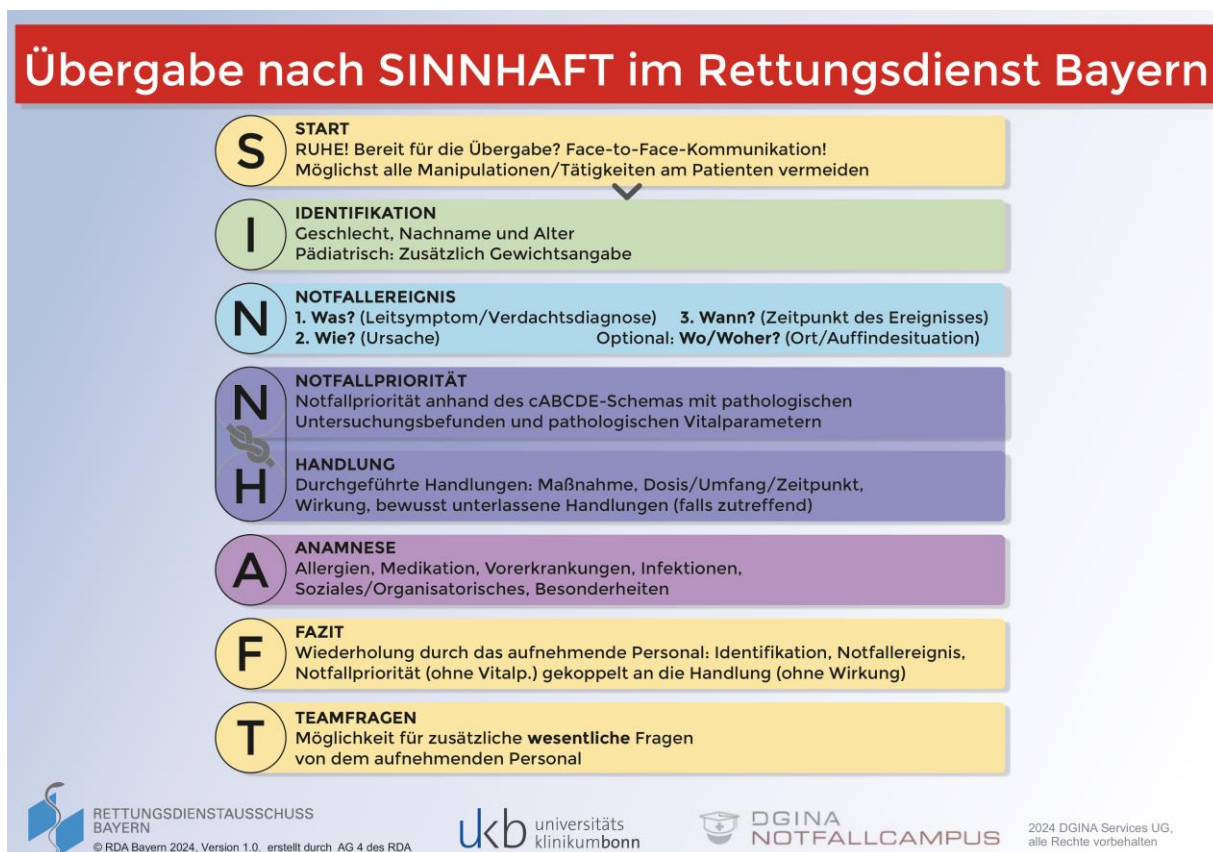 Übergabe nach SINNHAFT im Rettungsdienst Bayern
S
START
RUHE! Bereit für die Übergabe? Face-to-Face-Kommunikation!
Möglichst alle Manipulationen/Tätigkeiten am Patienten vermeiden
I
IDENTIFIKATION
Geschlecht, Nachname und Alter
Pädiatrisch: Zusätzlich Gewichtsangabe
N
NOTFALLEREIGNIS
1. Was? (Leitsymptom/Verdachtsdiagnose) 3. Wann? (Zeitpunkt des Ereignisses)
2. Wie? (Ursache) Optional: Wo/Woher? (Ort/Auffindesituation)
N
NOTFALLPRIORITÄT
Notfallpriorität anhand des cABCDE-Schemas mit pathologischen
Untersuchungsbefunden und pathologischen Vitalparametern
H
HANDLUNG
Durchgeführte Handlungen: Maßnahme, Dosis/Umfang/Zeitpunkt,
Wirkung, bewusst unterlassene Handlungen (falls zutreffend)
A
ANAMNESE
Allergien, Medikation, Vorerkrankungen, Infektionen,
Soziales/Organisatorisches, Besonderheiten
F
FAZIT
Wiederholung durch das aufnehmende Personal: Identifikation, Notfallereignis,
Notfallpriorität (ohne Vitalp.) gekoppelt an die Handlung (ohne Wirkung)
T
TEAMFRAGEN
Möglichkeit für zusätzliche wesentliche Fragen
von dem aufnehmenden Personal
RETTUNGSDIENSTAUSSCHUSS
BAYERN
© RDA Bayern 2024, Version 1.0, erstellt durch AG 4 des RDA
ukb universitäts
klinikumbonn
DGINA
NOTFALLCAMPUS
2024 DGINA Services UG,
alle Rechte vorbehalten